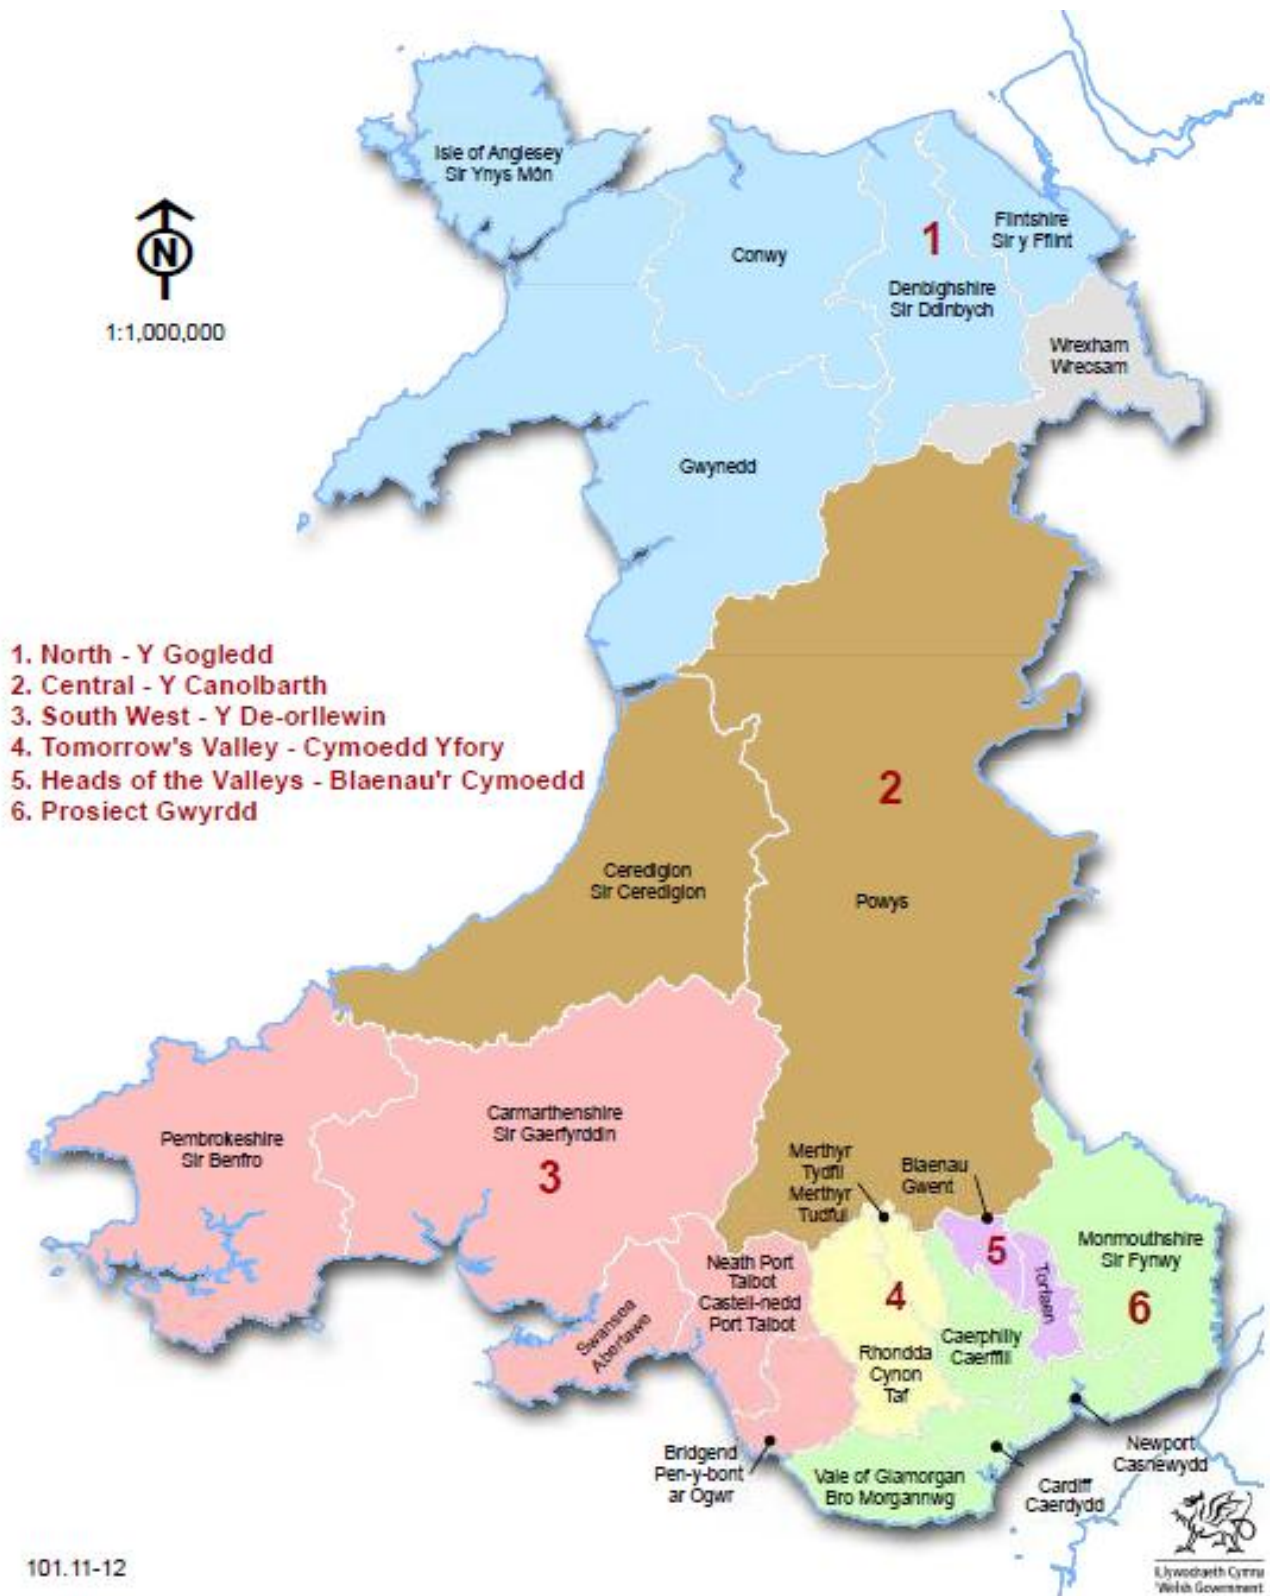 Isle of Anglesey
Sir Ynys Môn
N
1:1,000,000
Conwy
1
Flintshire
Sir y Fflint
Denbighshire
Sir Ddinbych
Wrexham
Wrecsam
Gwynedd
1. North - Y Gogledd
2. Central - Y Canolbarth
3. South West - Y De-orllewin
4. Tomorrow's Valley - Cymoedd Yfory
5. Heads of the Valleys - Blaenau'r Cymoedd
6. Prosiect Gwyrdd
2
Ceredigion
Sir Ceredigion
Powys
Carmarthenshire
Sir Gaerfyrddin
3
Pembrokeshire
Sir Benfro
Merthyr
Tydfil
Merthyr
Tudful
Blaenau
Gwent
5
Torfaen
Monmouthshire
Sir Fynwy
6
Neath Port
Talbot
Castell-nedd
Port Talbot
Swansea
Abertawe
4
Rhondda
Cynon
Taf
Caerphilly
Caerffili
Bridgend
Pen-y-bont
ar Ogwr
Vale of Glamorgan
Bro Morgannwg
Newport
Casnewydd
Cardiff
Caerdydd
101.11-12
Llywodraeth Cymru
Welsh Government